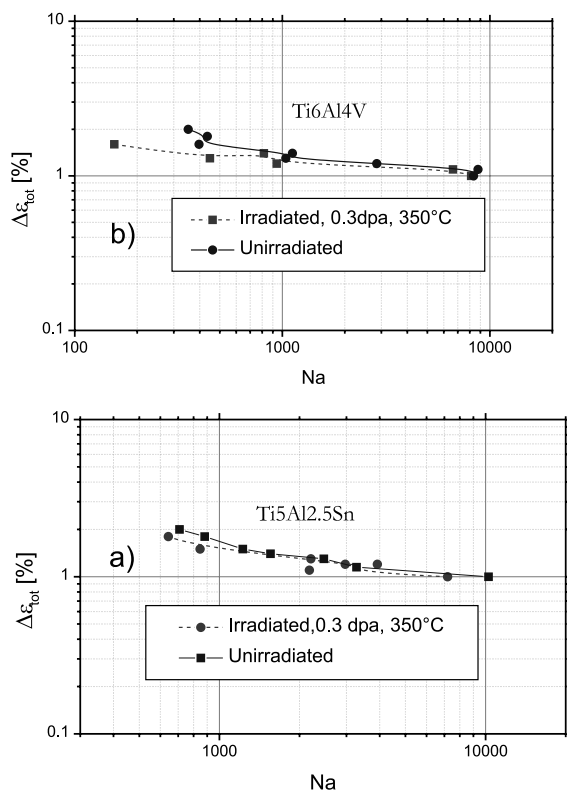 10
Ti6Al4V
1
Δε_tot [%]
Irradiated, 0.3dpa, 350°C
b)
Unirradiated
0.1
100
1000
10000
Na
10
Ti5Al2.5Sn
a)
1
Δε_tot [%]
Irradiated,0.3 dpa, 350°C
Unirradiated
0.1
1000
10000
Na